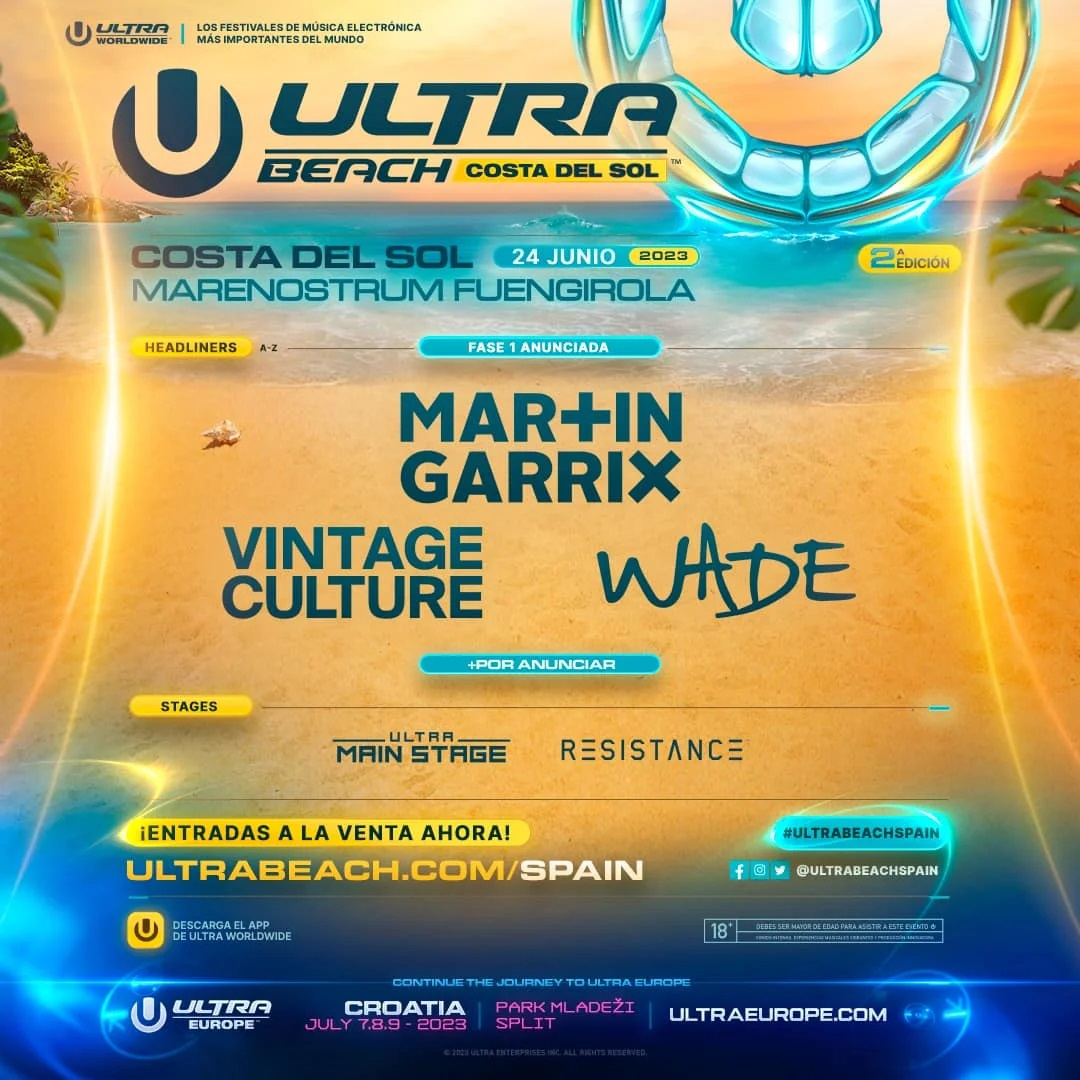 ULTRA WORLDWIDE
LOS FESTIVALES DE MÚSICA ELECTRÓNICA
MÁS IMPORTANTES DEL MUNDO
ULTRA
BEACH COSTA DEL SOL ™
COSTA DEL SOL 24 JUNIO 2023
2ª EDICIÓN
MARENOSTRUM FUENGIROLA
HEADLINERS A-Z
FASE 1 ANUNCIADA
MAR+IN
GARRIX
VINTAGE
CULTURE
WADE
+POR ANUNCIAR
STAGES
ULTRA
MAIN STAGE
RESISTANCE
¡ENTRADAS A LA VENTA AHORA!
#ULTRABEACHSPAIN
ULTRABEACH.COM/SPAIN
@ULTRABEACHSPAIN
DESCARGA EL APP
DE ULTRA WORLDWIDE
18+
DEBES SER MAYOR DE EDAD PARA ASISTIR A ESTE EVENTO
CONTINUE THE JOURNEY TO ULTRA EUROPE
ULTRA
EUROPE
CROATIA
JULY 7.8.9 - 2023
PARK MLADEŽI
SPLIT
ULTRAEUROPE.COM
© 2023 ULTRA ENTERPRISES INC. ALL RIGHTS RESERVED.